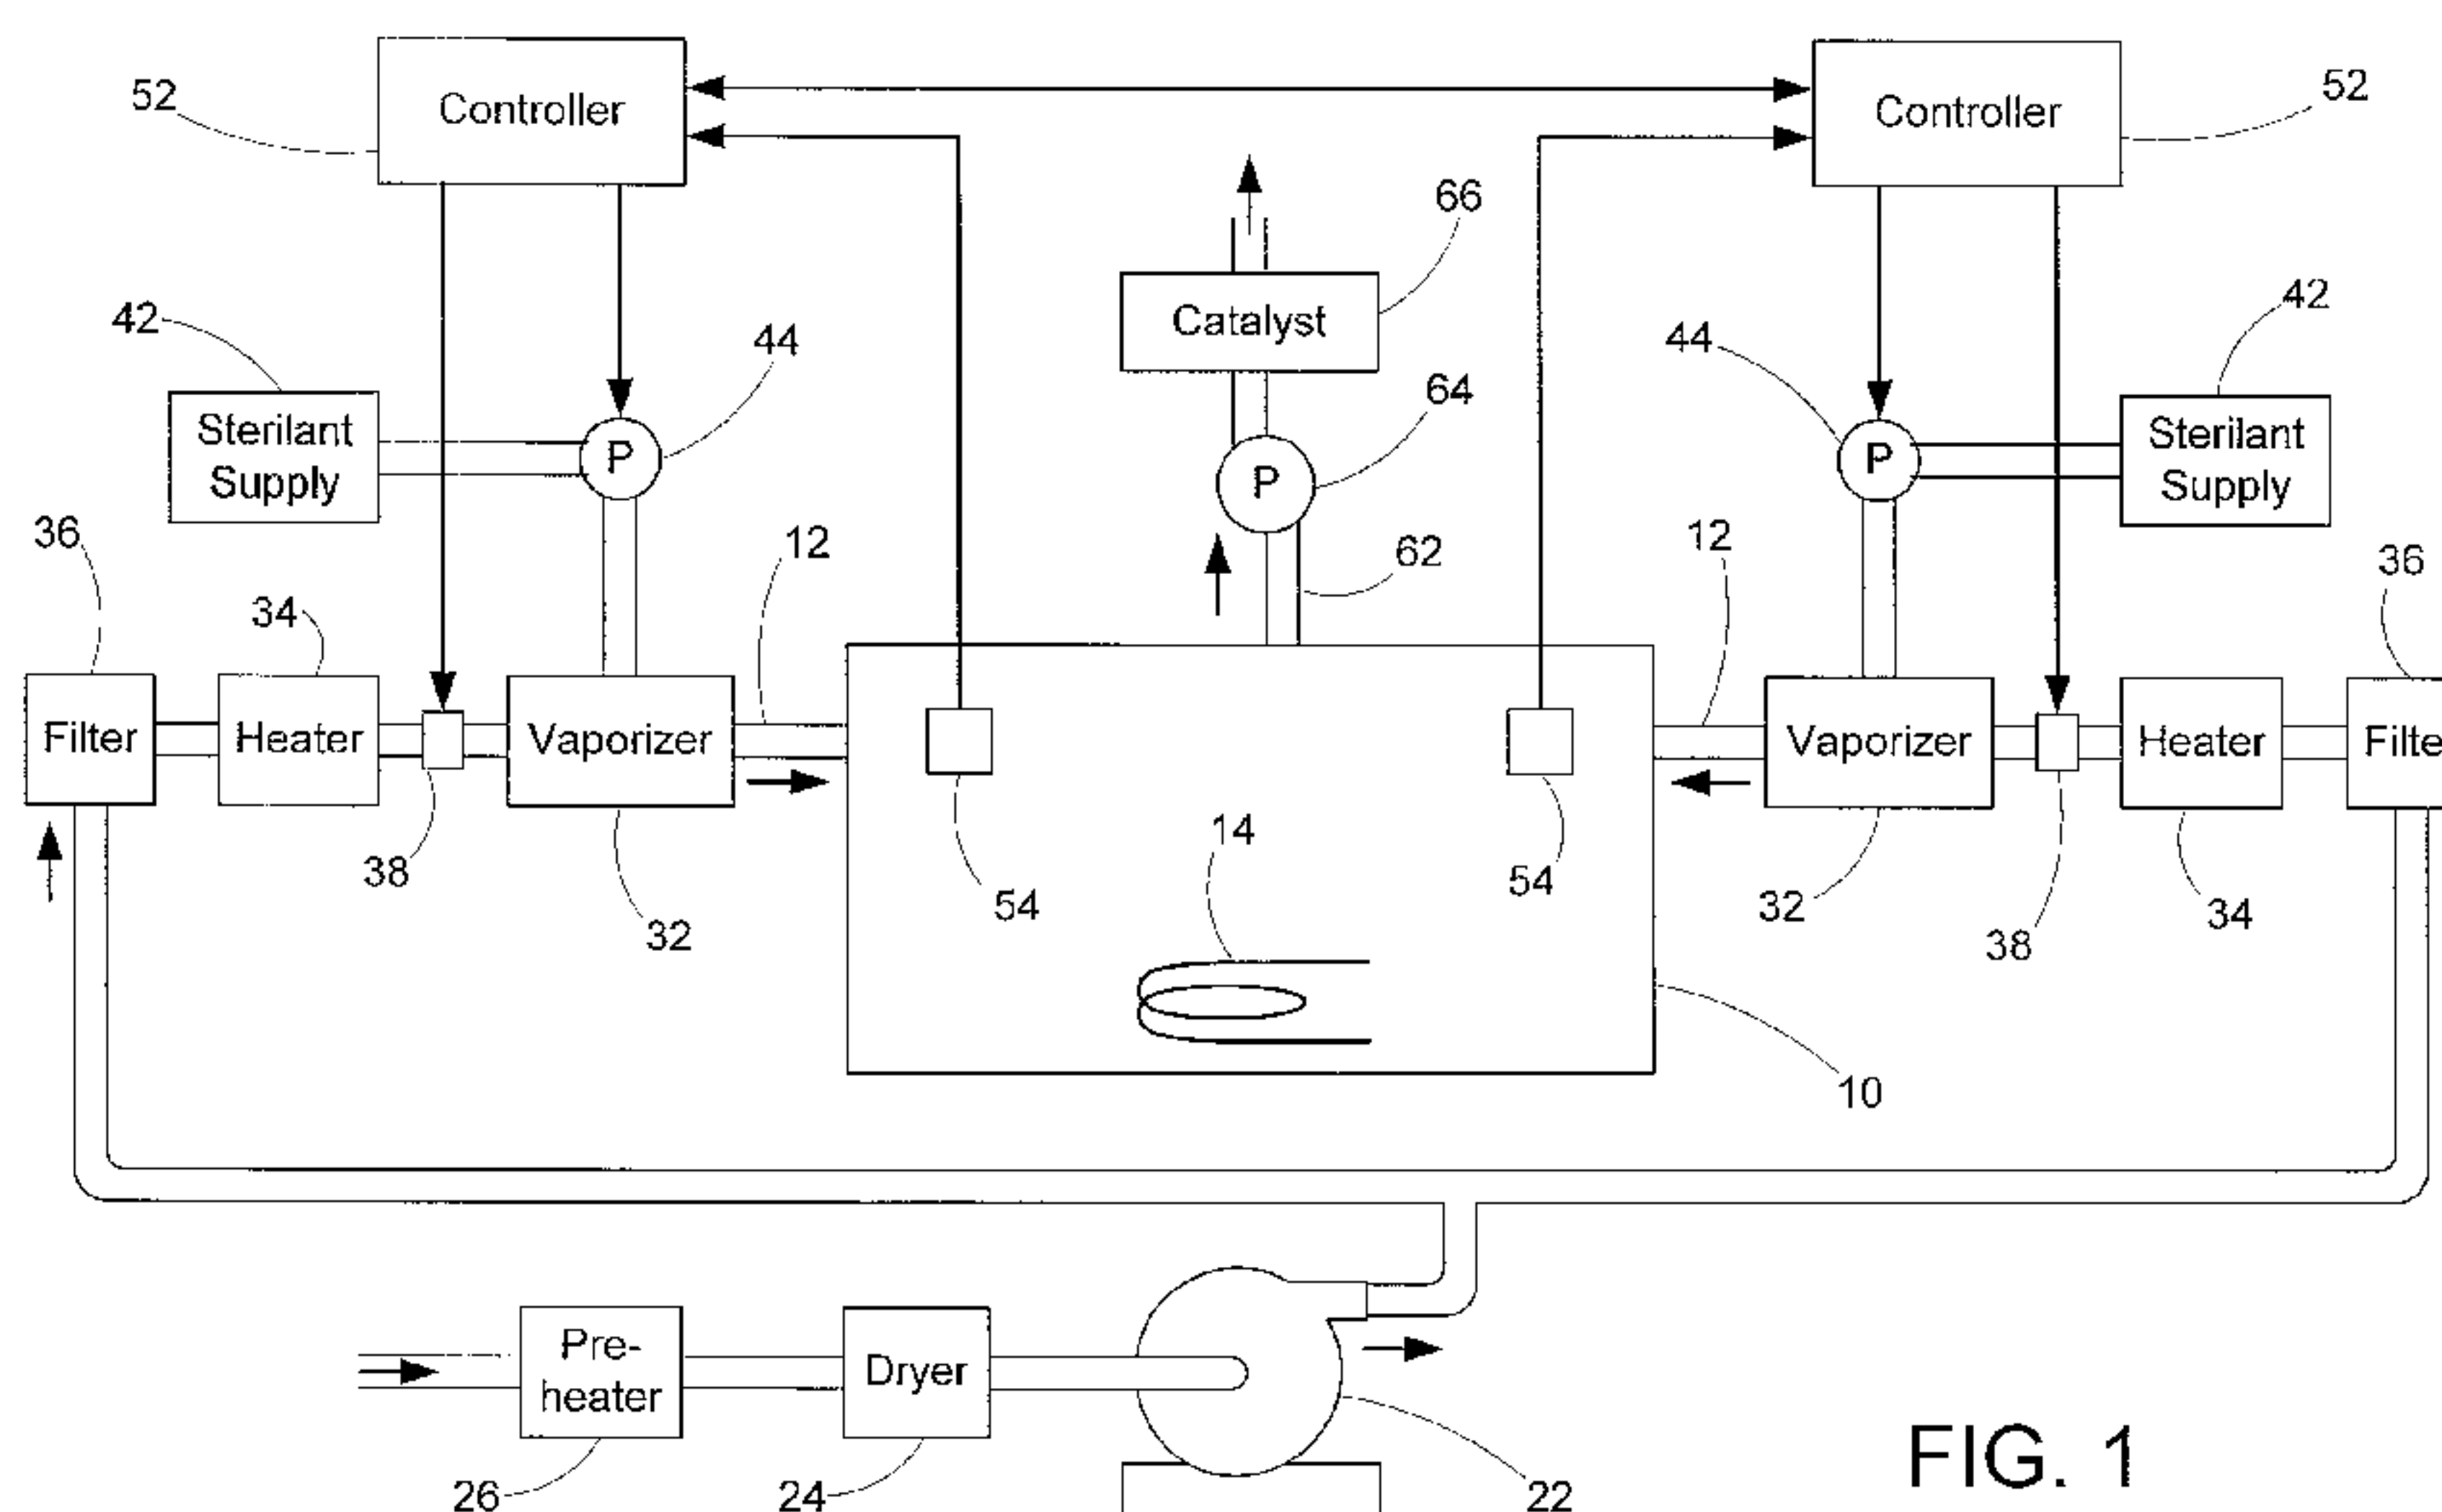 52
Controller
Controller
52
66
Catalyst
42
44
64
44
42
Sterilant
Supply
P
P
P
Sterilant
Supply
36
34
12
62
12
36
Filter
Heater
Vaporizer
Vaporizer
Heater
Filte
38
32
54
14
54
32
38
34
10
Pre-
heater
Dryer
26
24
22
FIG. 1